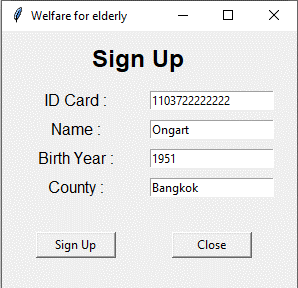 Welfare for elderly
Sign Up
ID Card : 1103722222222
Name : Ongart
Birth Year : 1951
County : Bangkok
Sign Up Close